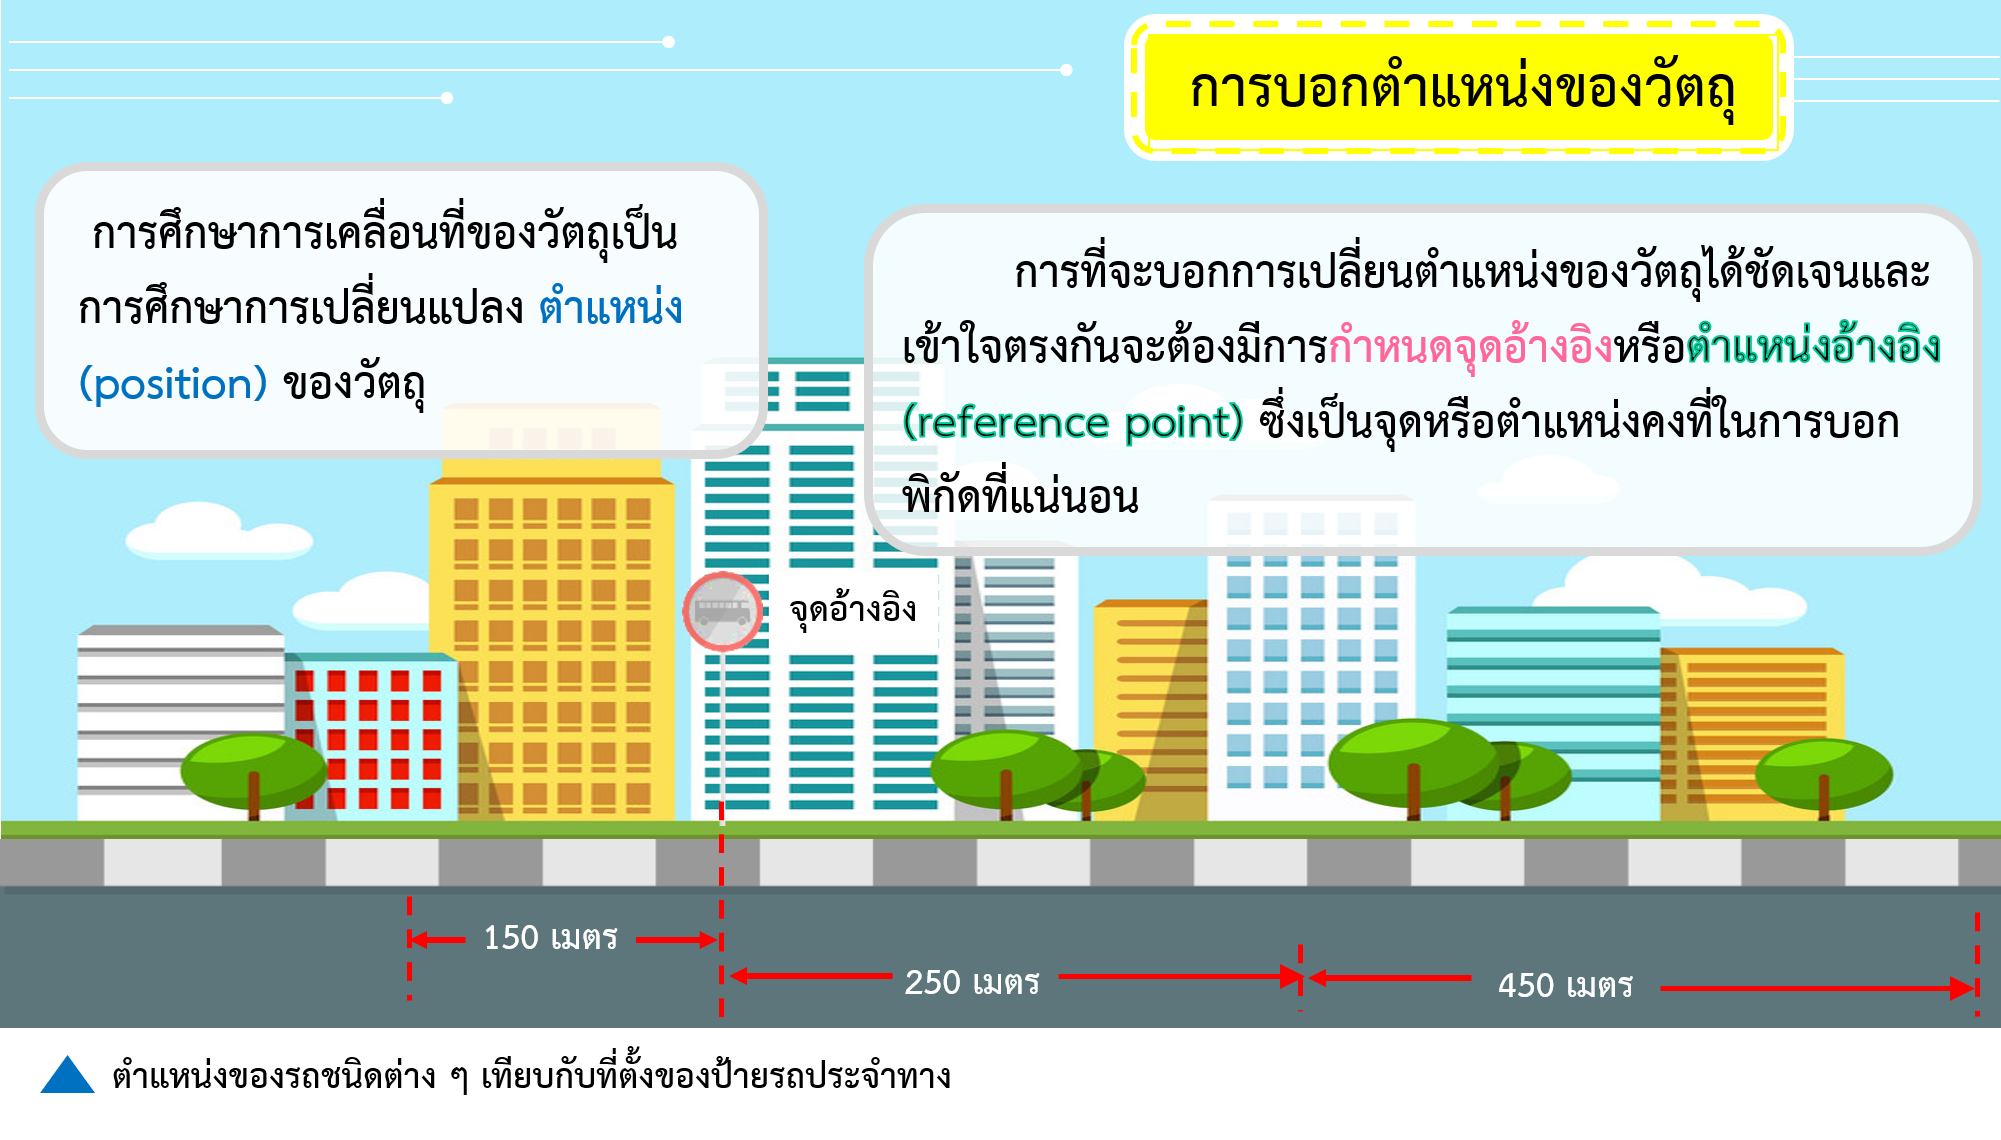 การบอกตำแหน่งของวัตถุ
การศึกษาการเคลื่อนที่ของวัตถุเป็น
การศึกษาการเปลี่ยนแปลง ตำแหน่ง
(position) ของวัตถุ
การที่จะบอกการเปลี่ยนตำแหน่งของวัตถุได้ชัดเจนและ
เข้าใจตรงกันจะต้องมีการกำหนดจุดอ้างอิงหรือตำแหน่งอ้างอิง
(reference point) ซึ่งเป็นจุดหรือตำแหน่งคงที่ในการบอก
พิกัดที่แน่นอน
จุดอ้างอิง
150 เมตร
250 เมตร
450 เมตร
ตำแหน่งของรถชนิดต่าง ๆ เทียบกับที่ตั้งของป้ายรถประจำทาง